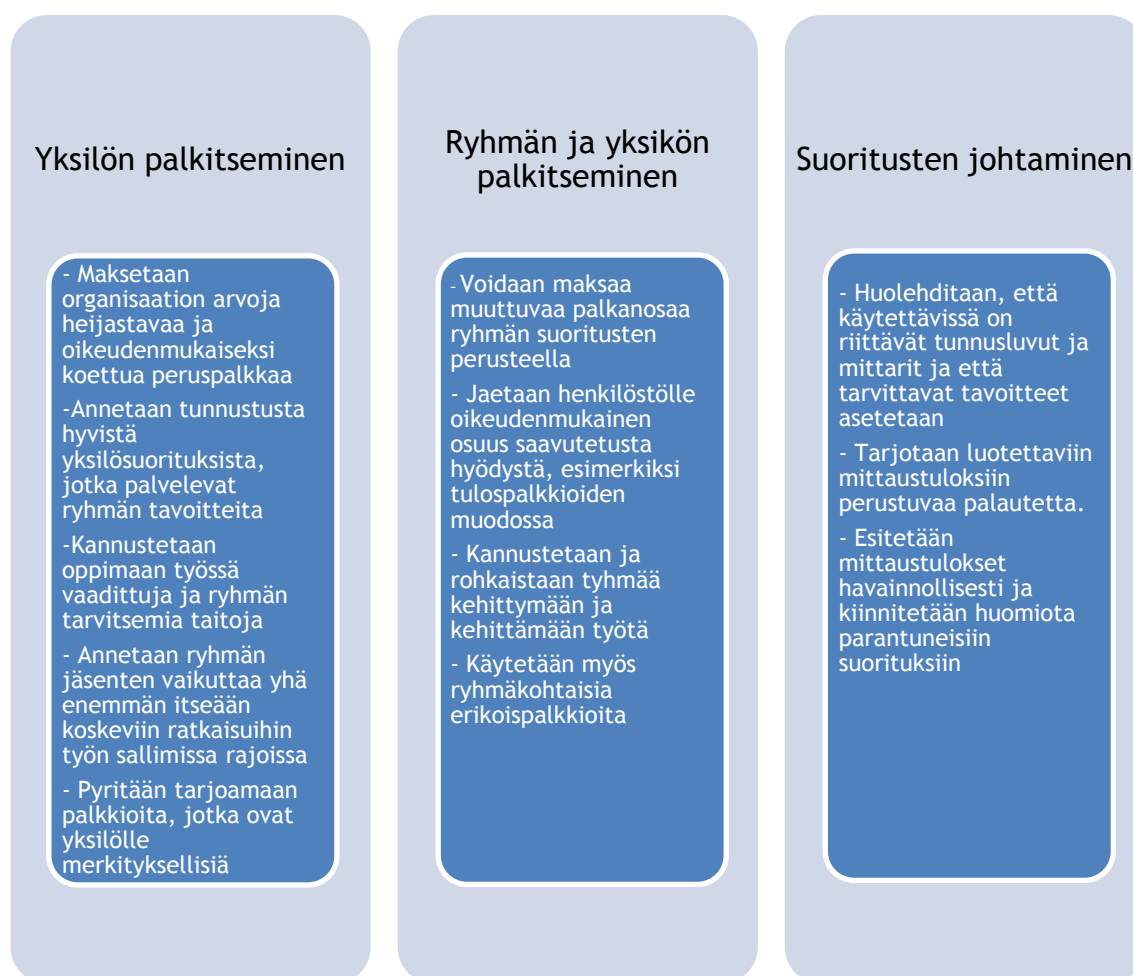 Yksilön palkitseminen
- Maksetaan
organisaation arvoja
heijastavaa ja
oikeudenmukaiseksi
koettua peruspalkkaa
-Annetaan tunnustusta
hyvistä
yksilösuorituksista,
jotka palvelevat
ryhmän tavoitteita
-Kannustetaan
oppimaan työssä
vaadittuja ja ryhmän
tarvitsemia taitoja
- Annetaan ryhmän
jäsenten vaikuttaa yhä
enemmän itseään
koskeviin ratkaisuihin
työn sallimissa rajoissa
- Pyritään tarjoamaan
palkkioita, jotka ovat
yksilölle
merkityksellisiä
Ryhmän ja yksikön
palkitseminen
- Voidaan maksaa
muuttuvaa palkanosaa
ryhmän suoritusten
perusteella
- Jaetaan henkilöstölle
oikeudenmukainen
osuus saavutetusta
hyödystä, esimerkiksi
tulospalkkioiden
muodossa
- Kannustetaan ja
rohkaistaan tyhmää
kehittymään ja
kehittämään työtä
- Käytetään myös
ryhmäkohtaisia
erikoispalkkioita
Suoritusten johtaminen
- Huolehditaan, että
käytettävissä on
riittävät tunnusluvut ja
mittarit ja että
tarvittavat tavoitteet
asetetaan
- Tarjotaan luotettaviin
mittaustuloksiin
perustuvaa palautetta.
- Esitetään
mittaustulokset
havainnollisesti ja
kiinnitetään huomiota
parantuneisiin
suorituksiin